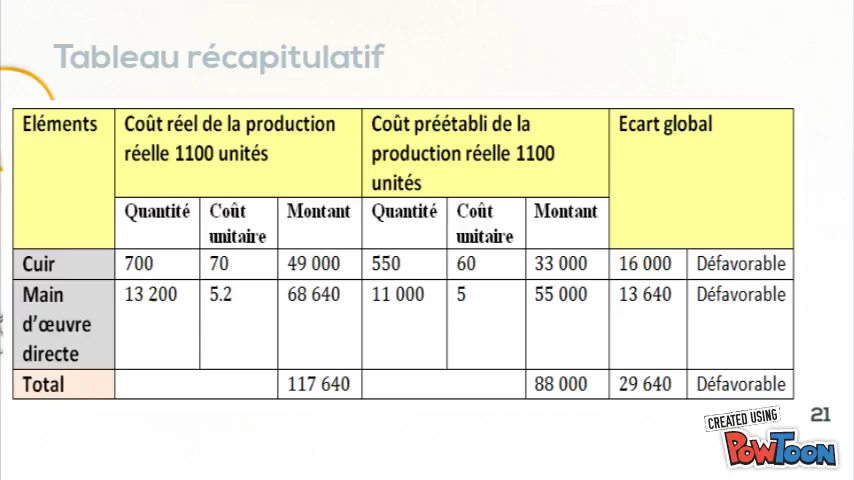 Tableau récapitulatif
Eléments Coût réel de la production réelle 1100 unités Coût préétabli de la production réelle 1100 unités Ecart global
Quantité Coût unitaire Montant Quantité Coût unitaire Montant
Cuir 700 70 49 000 550 60 33 000 16 000 Défavorable
Main d'œuvre directe 13 200 5.2 68 640 11 000 5 55 000 13 640 Défavorable
Total 117 640 88 000 29 640 Défavorable
21
CREATED USING
POWTOON